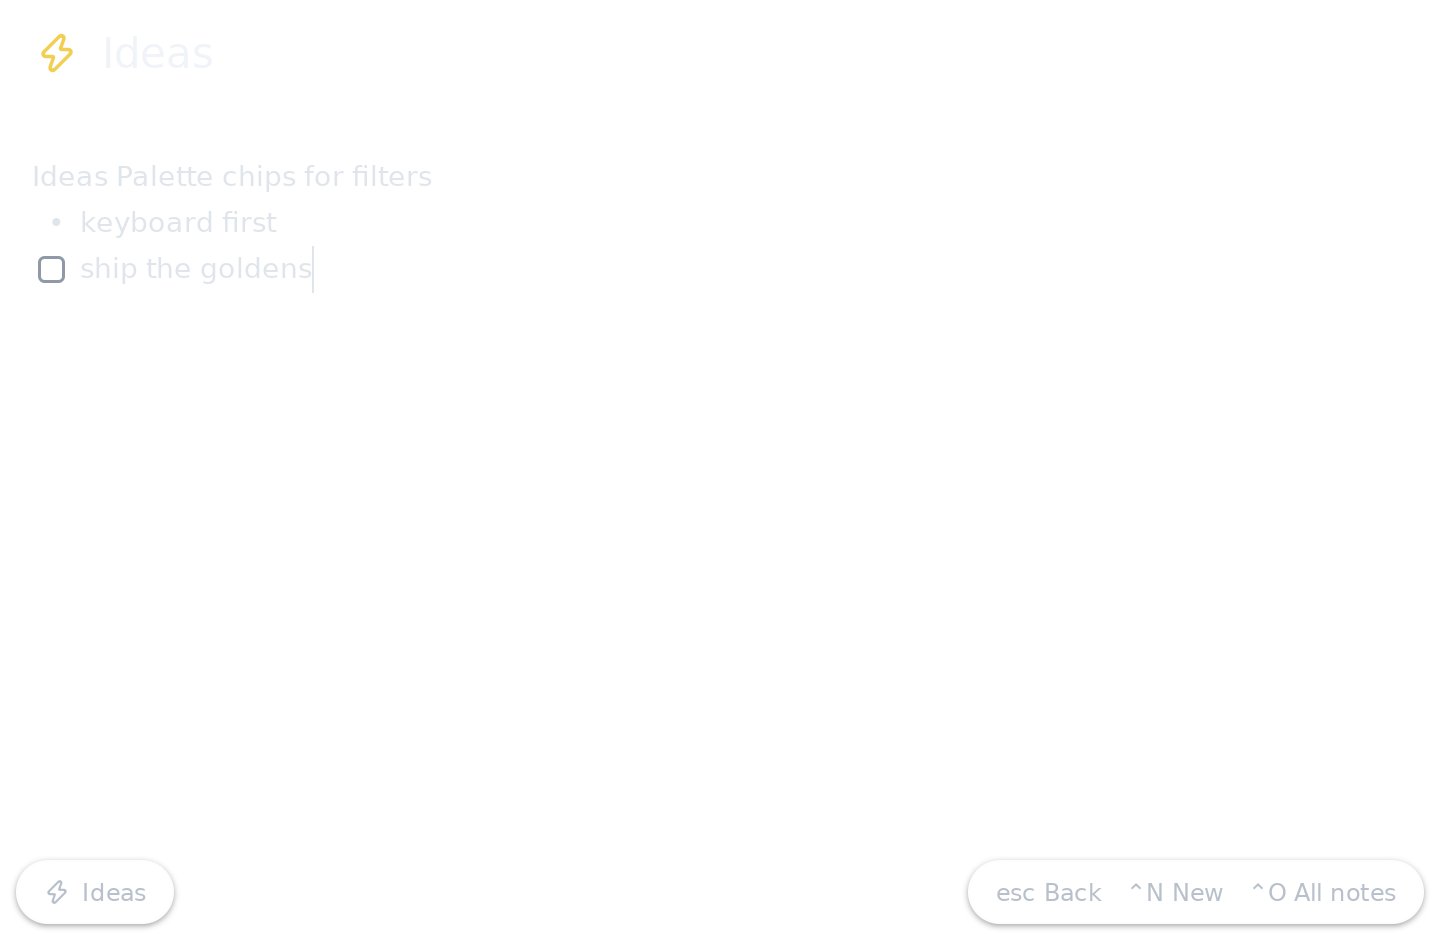 Ideas
Ideas Palette chips for filters
• keyboard first
ship the goldens
Ideas
esc Back ^N New ^O All notes